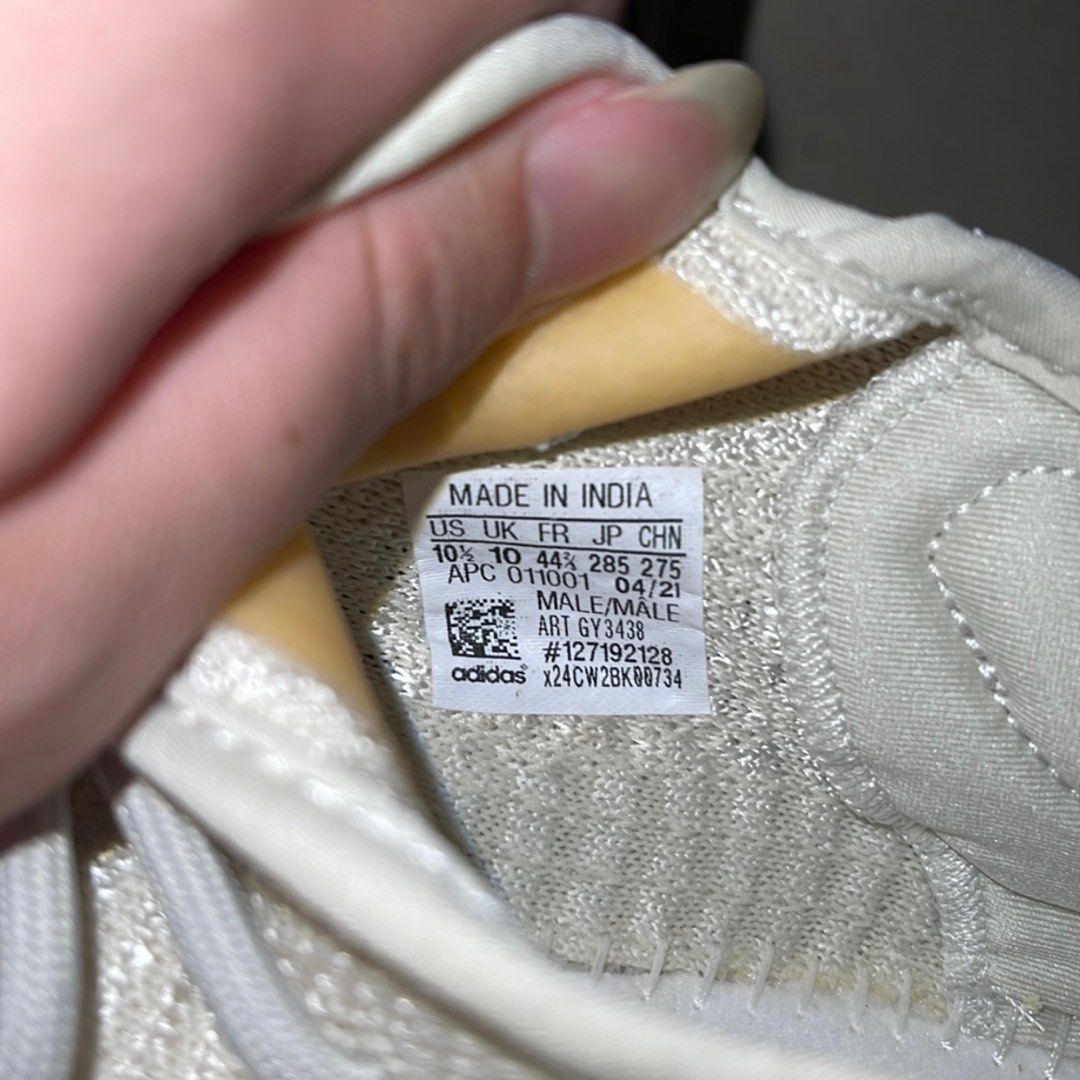 MADE IN INDIA
US UK FR JP CHN
10½ 10 44⅔ 285 275
APC 011001 04/21
MALE/MÂLE
ART GY3438
#127192128
adidas x24CW2BK00734